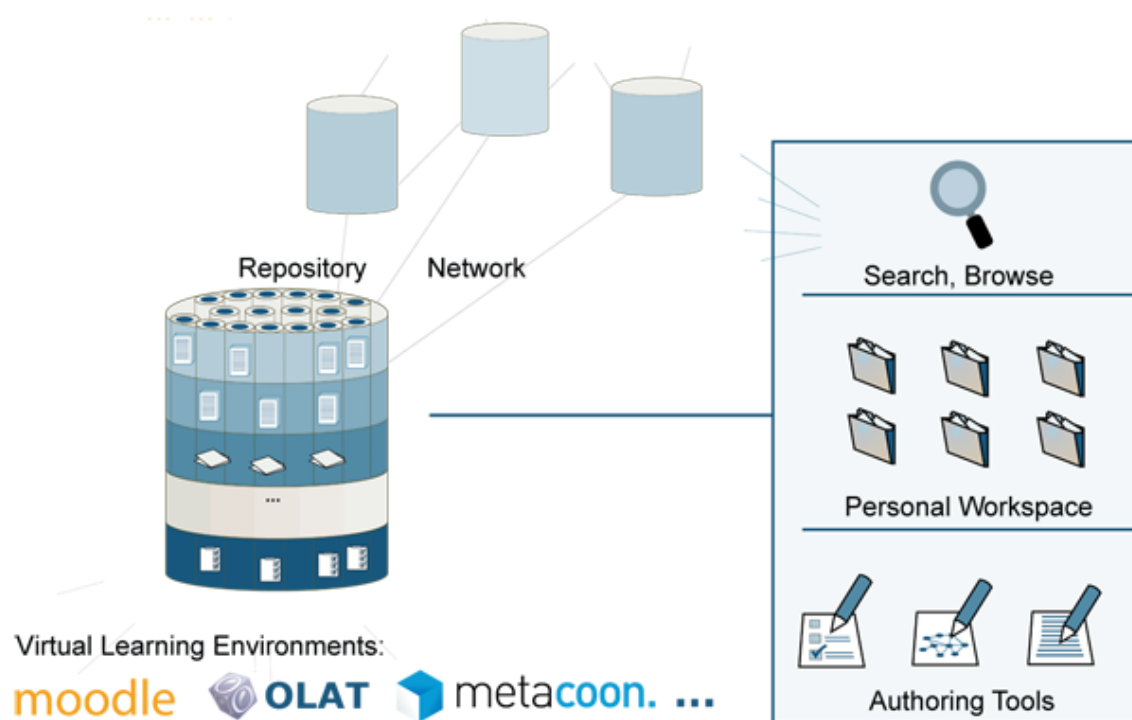 Repository Network
Search, Browse
...
Personal Workspace
Virtual Learning Environments:
moodle OLAT metacoon. ...
Authoring Tools